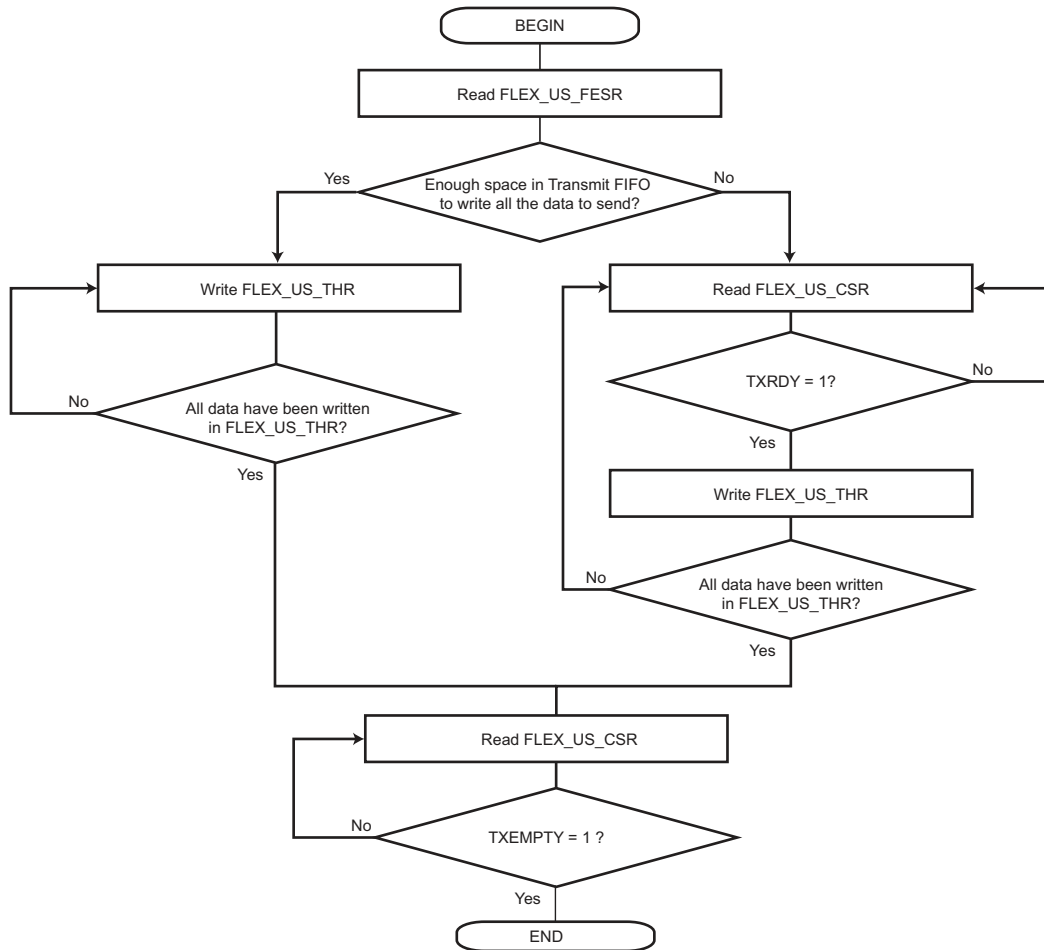 BEGIN
Read FLEX_US_FESR
Yes
Enough space in Transmit FIFO
to write all the data to send?
No
Write FLEX_US_THR
Read FLEX_US_CSR
TXRDY = 1?
No
No
All data have been written
in FLEX_US_THR?
Yes
Yes
Write FLEX_US_THR
No
All data have been written
in FLEX_US_THR?
Yes
Read FLEX_US_CSR
No
TXEMPTY = 1 ?
Yes
END